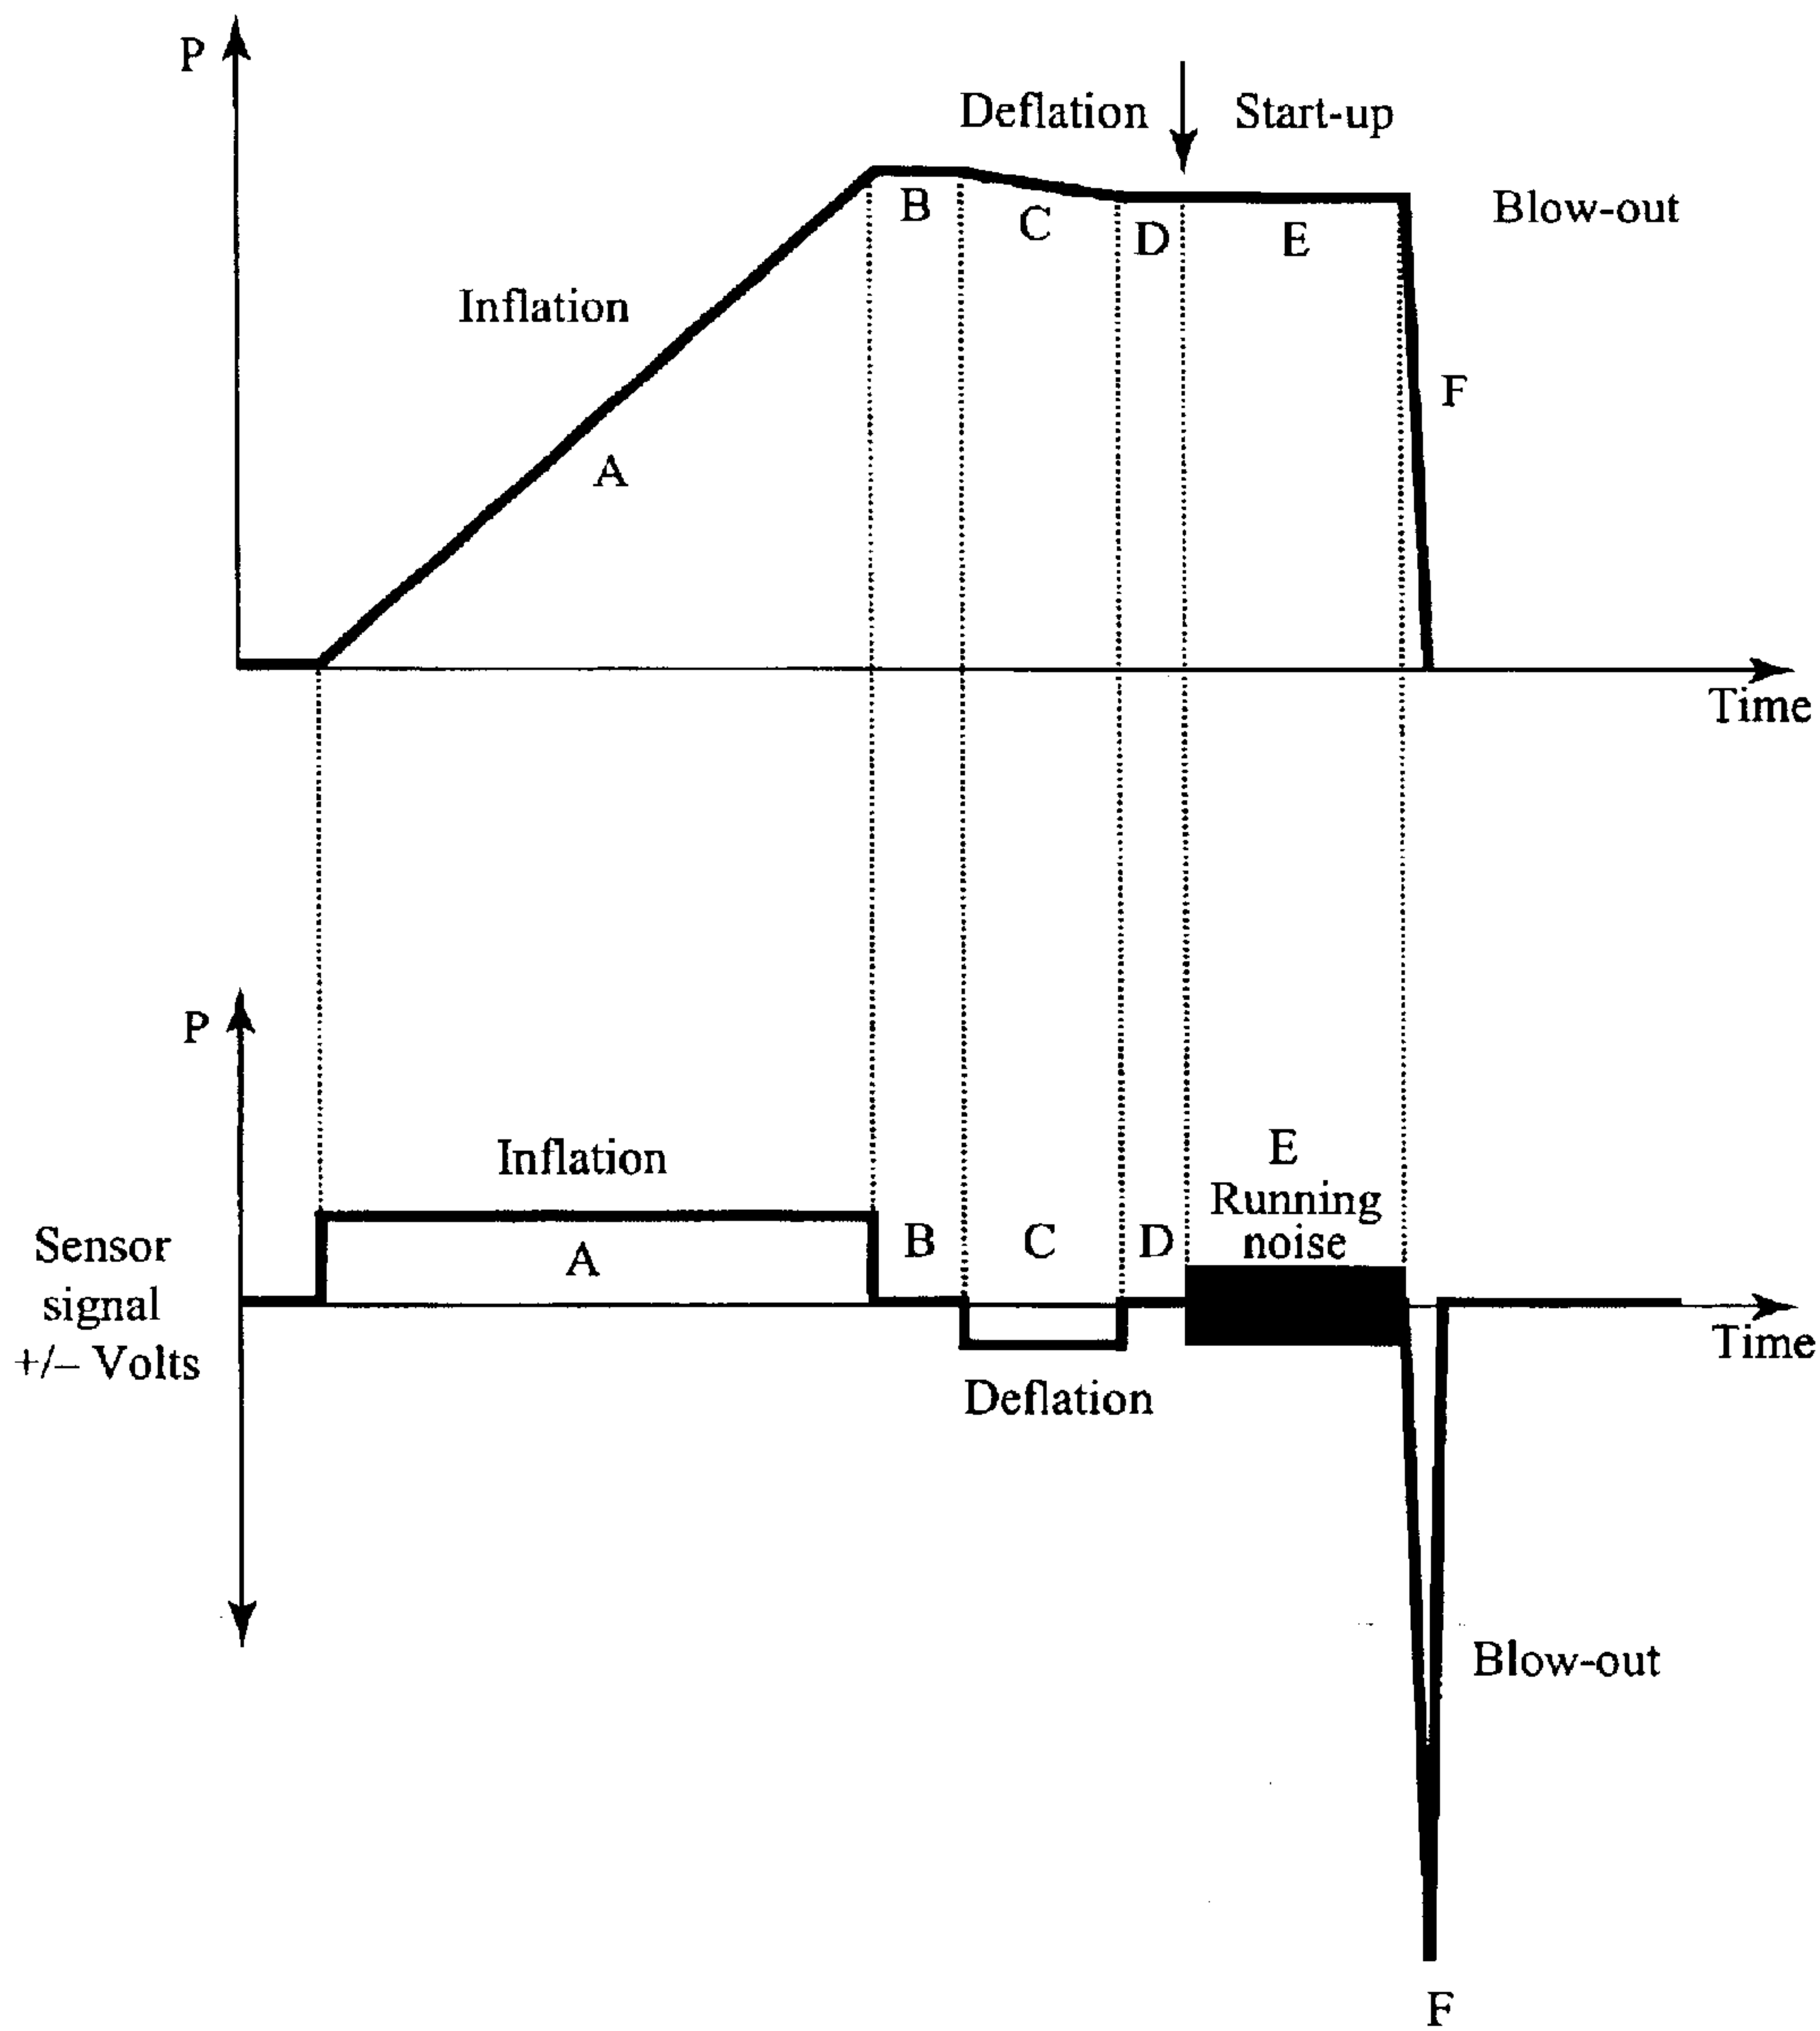 P
Deflation
Start-up
B
C
D
E
Blow-out
Inflation
F
A
Time
P
Inflation
E
Running
noise
Sensor
signal
+/– Volts
A
B
C
D
Time
Deflation
Blow-out
F